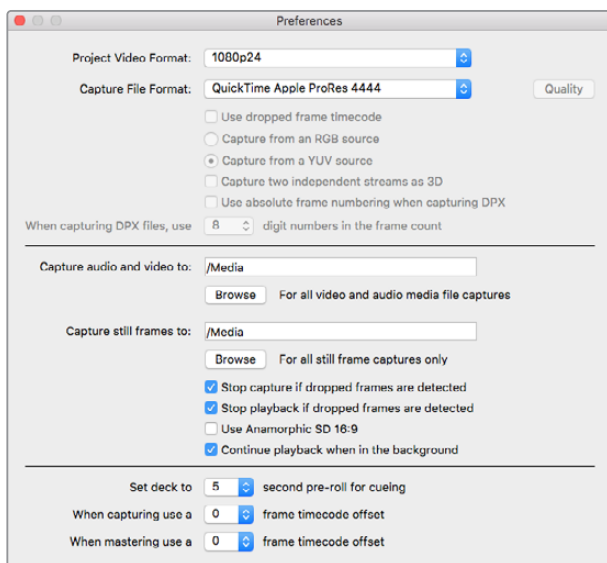 Preferences
Project Video Format: 1080p24
Capture File Format: QuickTime Apple ProRes 4444 Quality
Use dropped frame timecode
Capture from an RGB source
Capture from a YUV source
Capture two independent streams as 3D
Use absolute frame numbering when capturing DPX
When capturing DPX files, use 8 digit numbers in the frame count
Capture audio and video to: /Media
Browse For all video and audio media file captures
Capture still frames to: /Media
Browse For all still frame captures only
Stop capture if dropped frames are detected
Stop playback if dropped frames are detected
Use Anamorphic SD 16:9
Continue playback when in the background
Set deck to 5 second pre-roll for cueing
When capturing use a 0 frame timecode offset
When mastering use a 0 frame timecode offset